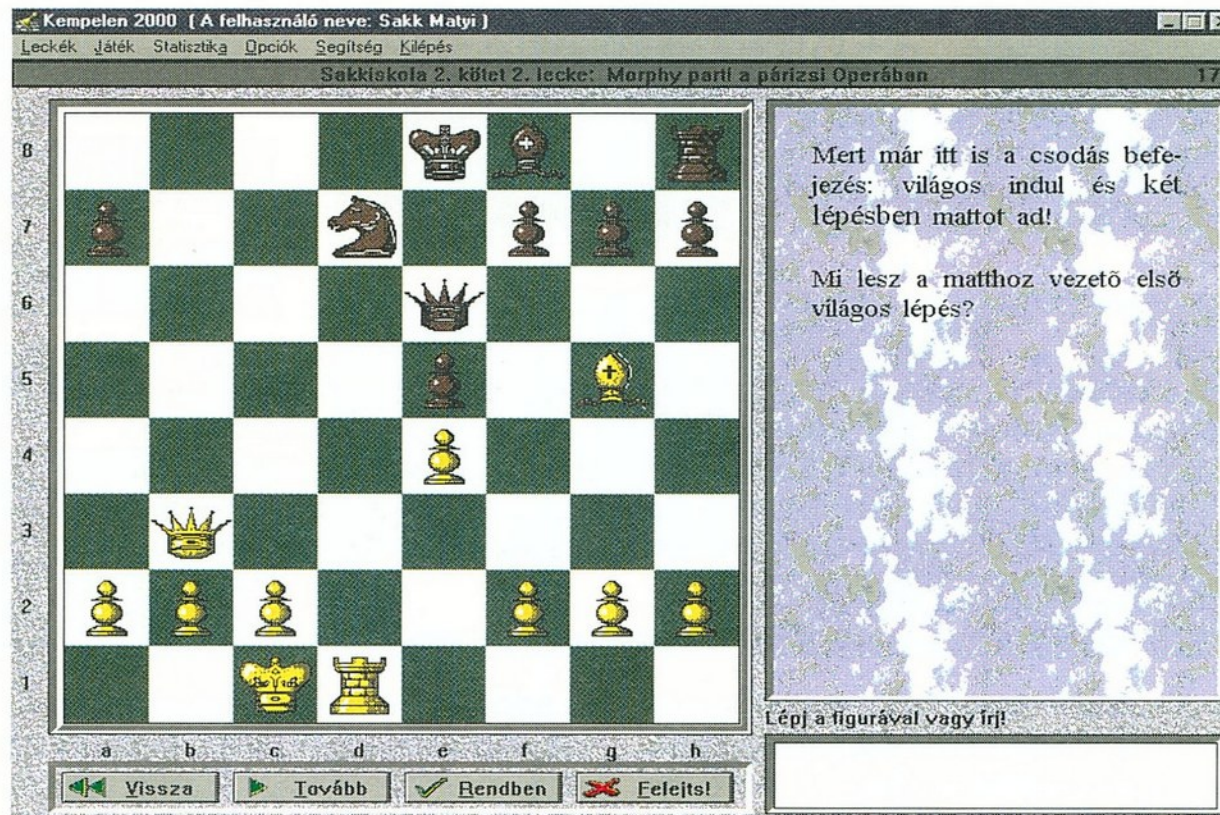 Kempelen 2000 ( A felhasználó neve: Sakk Matyi )
Leckék Játék Statisztika Opciók Segítség Kilépés
Sakkiskola 2. kötet 2. lecke: Morphy parti a párizsi Operában 17
8
7
6
5
4
3
2
1
a b c d e f g h
Mert már itt is a csodás befe-
jezés: világos indul és két
lépésben mattot ad!
Mi lesz a matthoz vezetõ elsõ
világos lépés?
Lépj a figurával vagy írj!
Vissza Tovább Rendben Felejts!